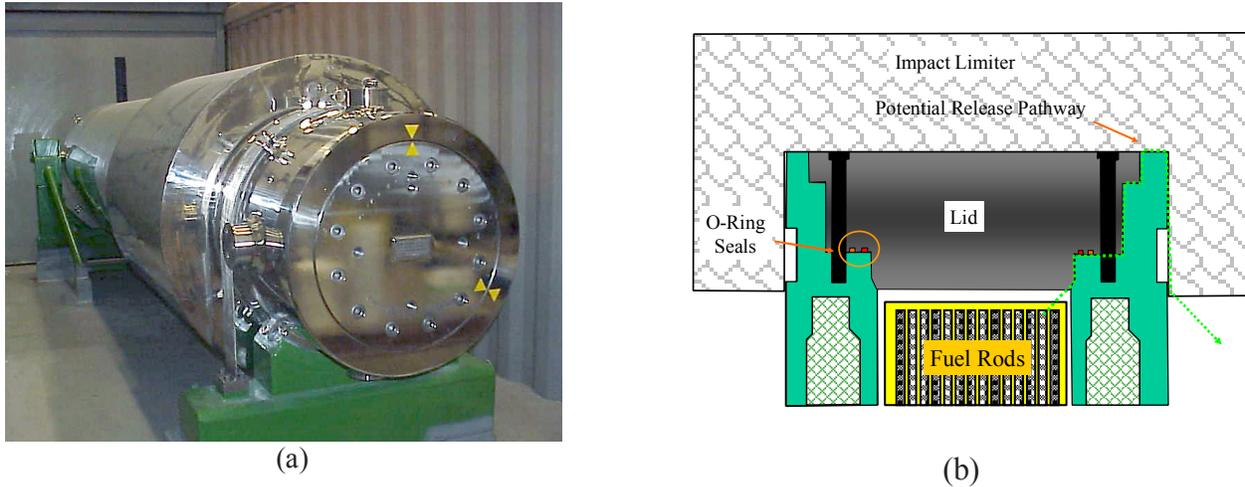 Impact Limiter
Potential Release Pathway
O-Ring
Seals
Lid
Fuel Rods
(a)
(b)